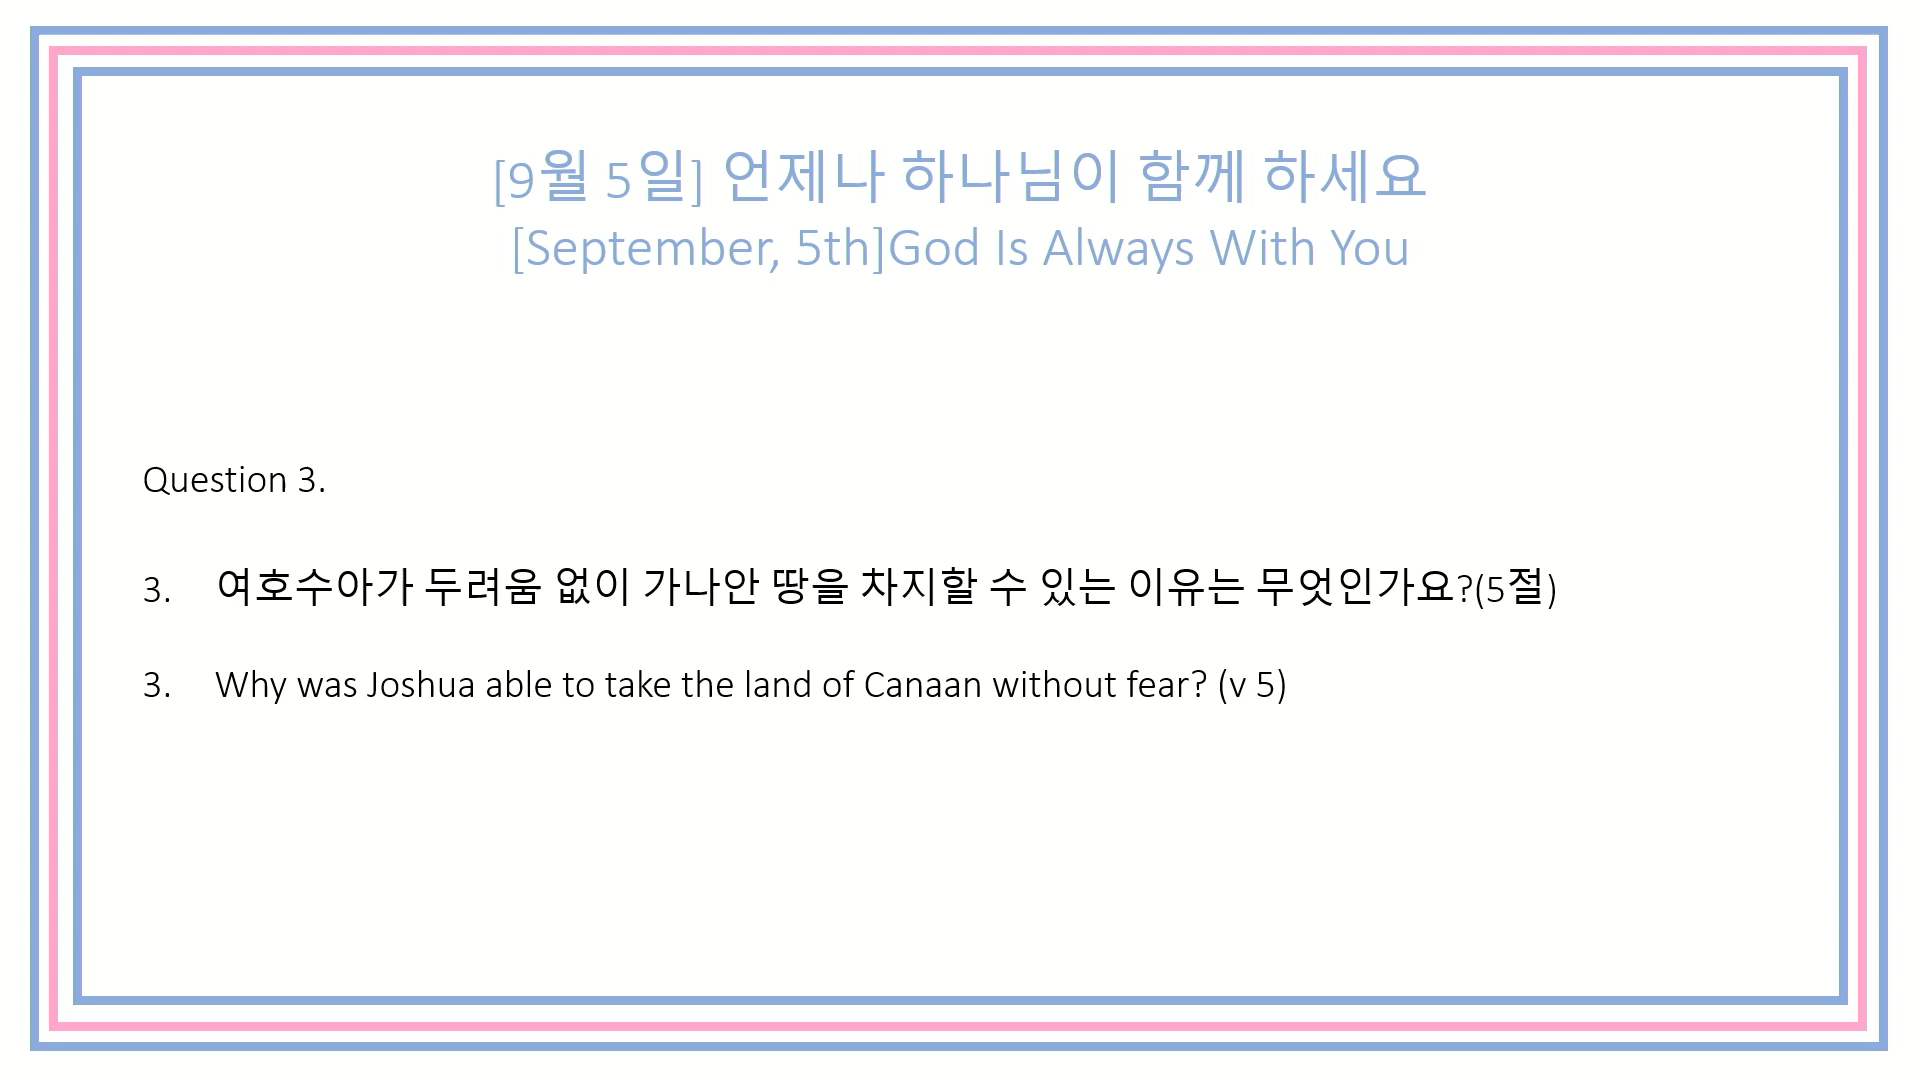 [9월 5일] 언제나 하나님이 함께 하세요
[September, 5th]God Is Always With You
Question 3.
3. 여호수아가 두려움 없이 가나안 땅을 차지할 수 있는 이유는 무엇인가요?(5절)
3. Why was Joshua able to take the land of Canaan without fear? (v 5)